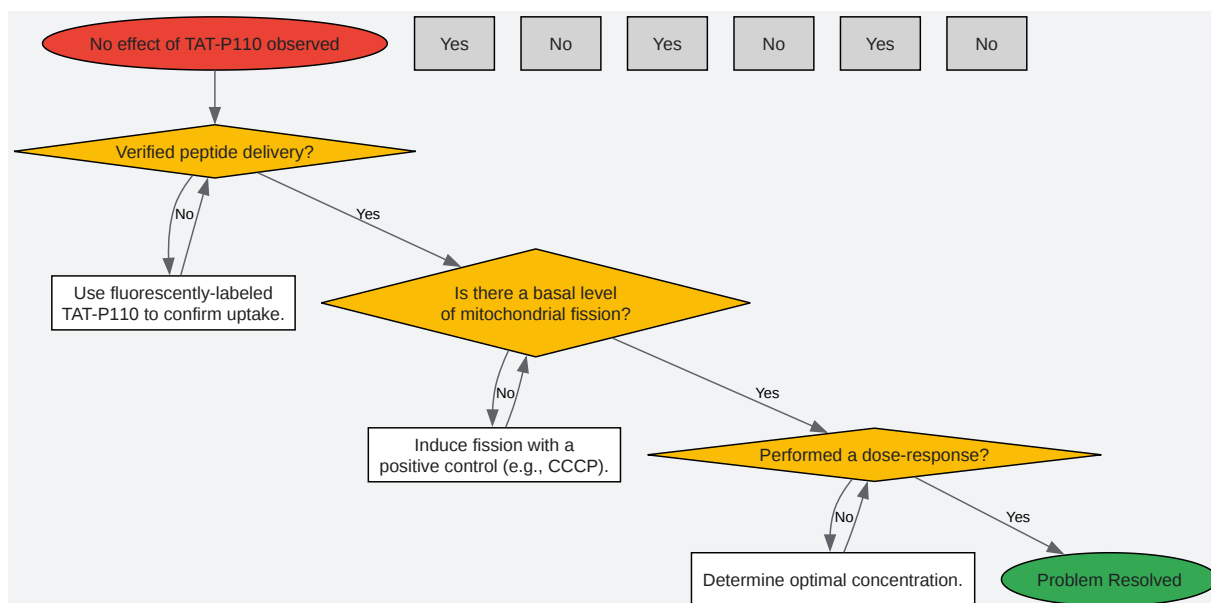 No effect of TAT-P110 observed
Yes
No
Yes
No
Yes
No
Verified peptide delivery?
No
Yes
Use fluorescently-labeled
TAT-P110 to confirm uptake.
Is there a basal level
of mitochondrial fission?
No
Yes
Induce fission with a
positive control (e.g., CCCP).
Performed a dose-response?
No
Yes
Determine optimal concentration.
Problem Resolved